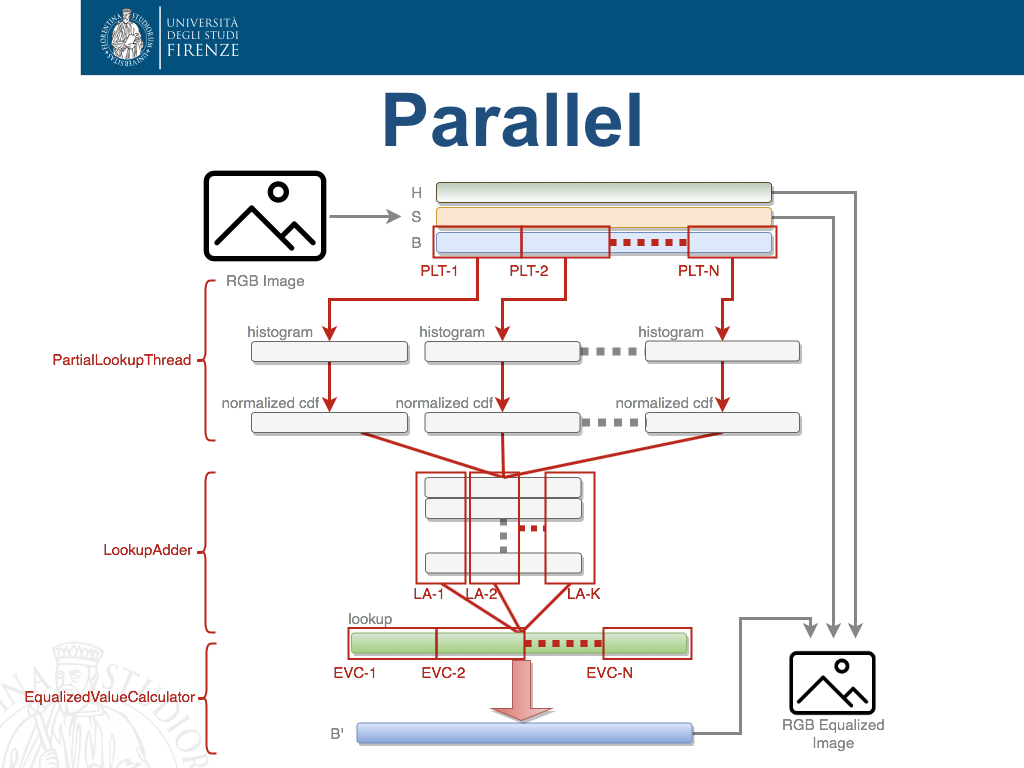 UNIVERSITÀ
DEGLI STUDI
FIRENZE
Parallel
H
S
B
PLT-1
PLT-2
PLT-N
RGB Image
histogram
histogram
histogram
PartialLookupThread
normalized cdf
normalized cdf
normalized cdf
LookupAdder
LA-1
LA-2
LA-K
lookup
EVC-1
EVC-2
EVC-N
EqualizedValueCalculator
B'
RGB Equalized
Image